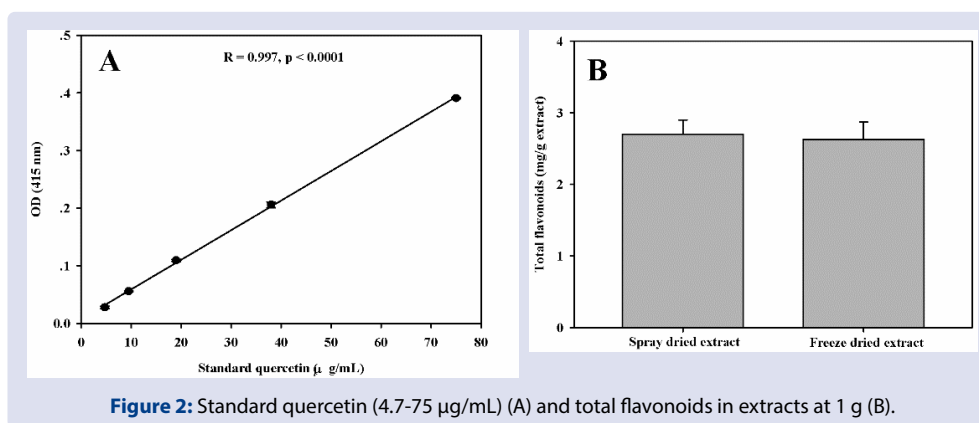 A
R = 0.997, p < 0.0001
OD (415 nm)
.5
.4
.3
.2
.1
0.0
0 10 20 30 40 50 60 70 80
Standard quercetin (μ g/mL)
B
Total flavonoids (mg/g extract)
4
3
2
1
0
Spray dried extract Freeze dried extract
Figure 2: Standard quercetin (4.7-75 µg/mL) (A) and total flavonoids in extracts at 1 g (B).